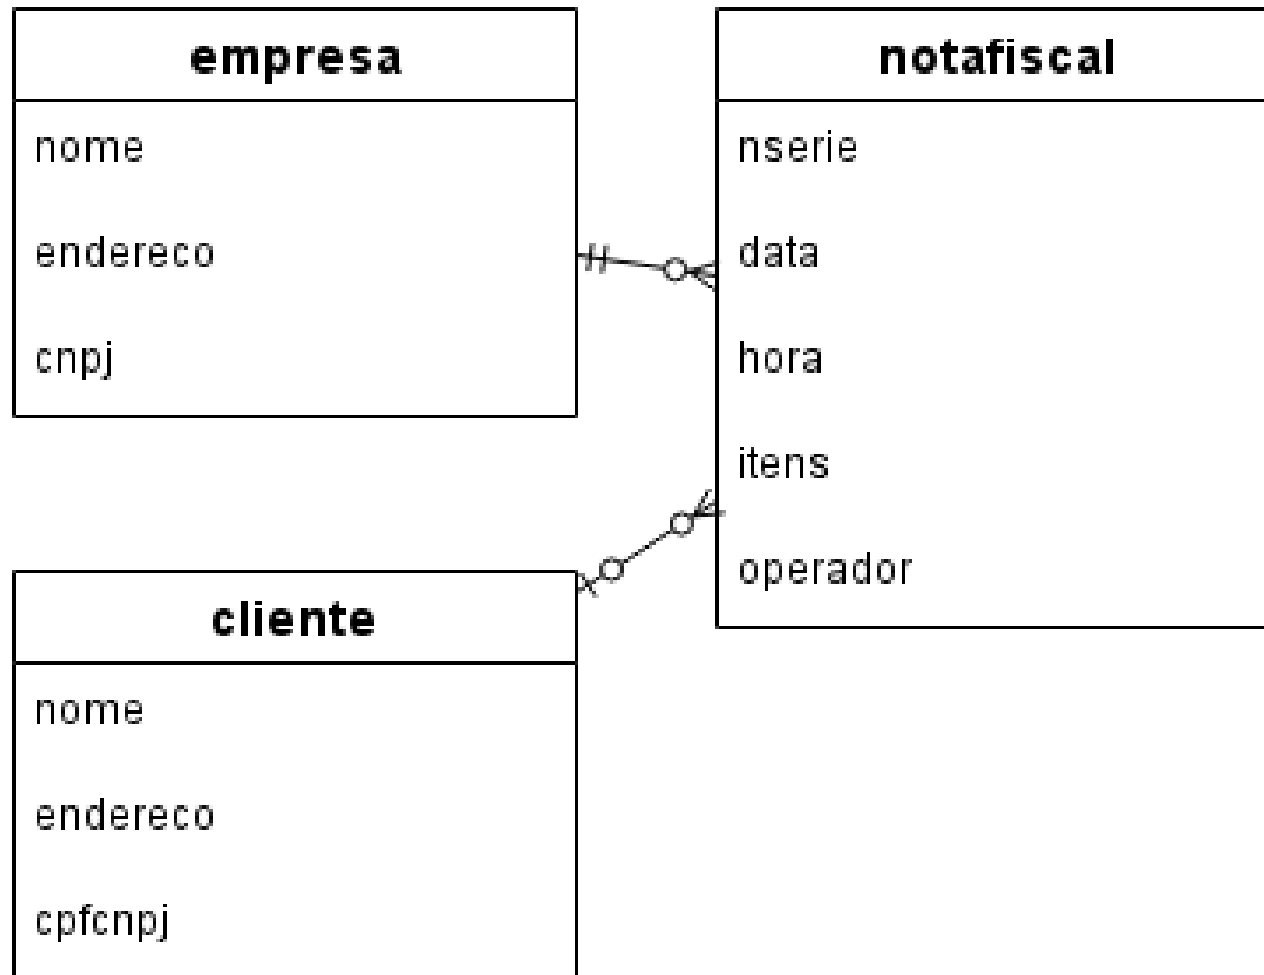 empresa
nome
endereco
cnpj
notafiscal
nserie
data
hora
itens
operador
cliente
nome
endereco
cpfcnpj